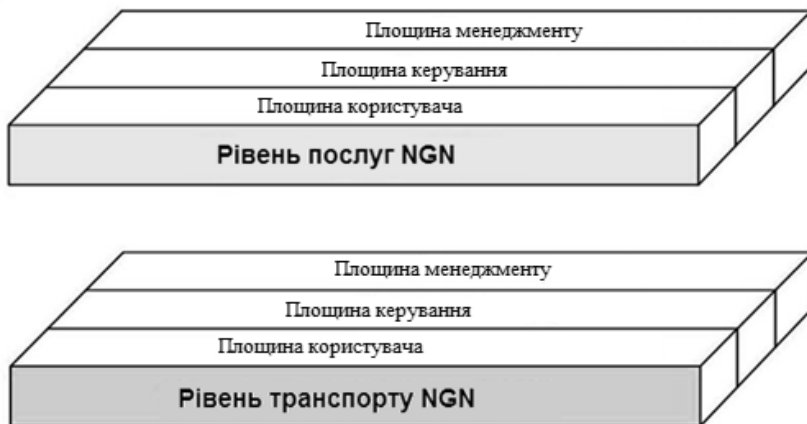 Площина менеджменту
Площина керування
Площина користувача
Рівень послуг NGN
Площина менеджменту
Площина керування
Площина користувача
Рівень транспорту NGN